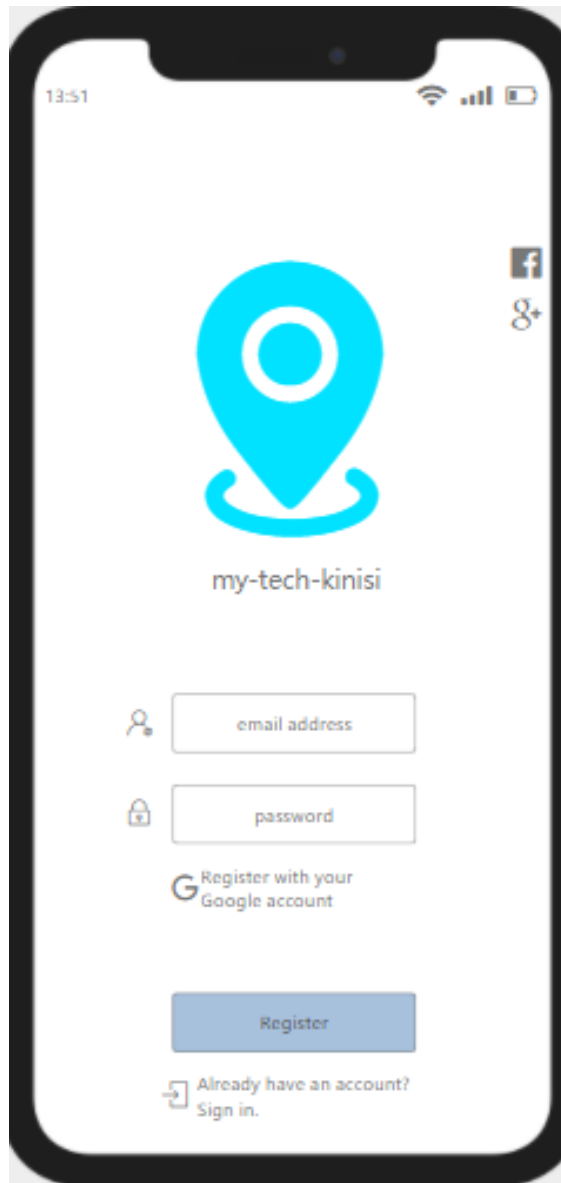 13:51
my-tech-kinisi
email address
password
Register with your
Google account
Register
Already have an account?
Sign in.